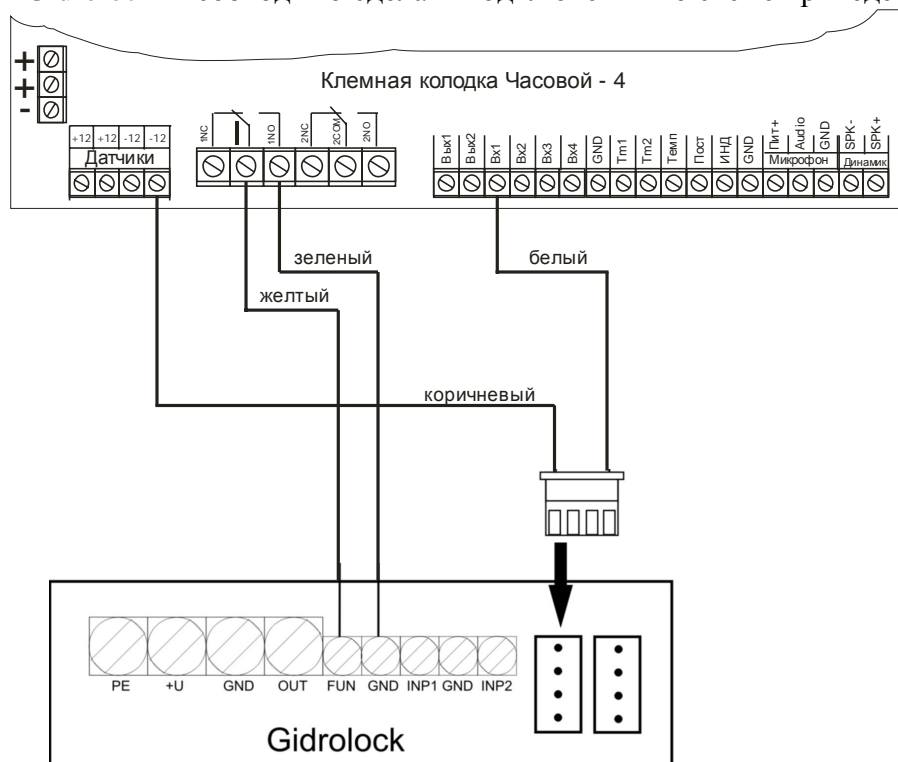 Клемная колодка Часовой - 4
+
+
-
+12 +12 -12 -12
Датчики
1NC 1NO 2NC 2COM 2NO
Вых1 Вых2 Вх1 Вх2 Вх3 Вх4 GND Tm1 Tm2 Темп Пост ИНД GND Пит+ Audio GND SPK- SPK+
Микрофон Динамик
зеленый
белый
желтый
коричневый
PE +U GND OUT FUN GND INP1 GND INP2
Gidrolock